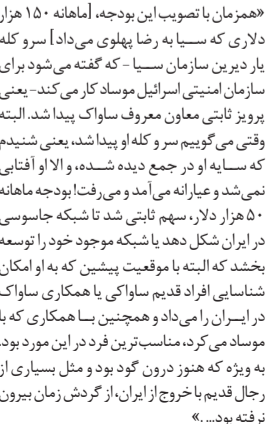 «همزمان با تصویب این بودجه، [ماهانه ۱۵۰ هزار
دلاری که ســیا به رضا پهلوی می‌داد] سرو کله
یار دیرین سازمان ســیا - که گفته می‌شود برای
سازمان امنیتی اسرائیل موساد کار می‌کند- یعنی
پرویز ثابتی معاون معروف ساواک پیدا شد. البته
وقتی می‌گوییم سر و کله او پیدا شد، یعنی شنیدم
که ســایه او در جمع دیده شــده، و الا او آفتابی
نمی‌شد و عیارانه می‌آمد و می‌رفت! بودجه ماهانه
۵۰ هزار دلار، سهم ثابتی شد تا شبکه جاسوسی
در ایران شکل دهد یا شبکه موجود خود را توسعه
بخشد که البته با موقعیت پیشین که به او امکان
شناسایی افراد قدیم ساواکی یا همکاری ساواک
در ایــران را می‌داد و همچنین بــا همکاری که با
موساد می‌کرد، مناسب‌ترین فرد در این مورد بود.
به ویژه که هنوز درون گود بود و مثل بسیاری از
رجال قدیم با خروج از ایران، از گردش زمان بیرون
نرفته بود....»